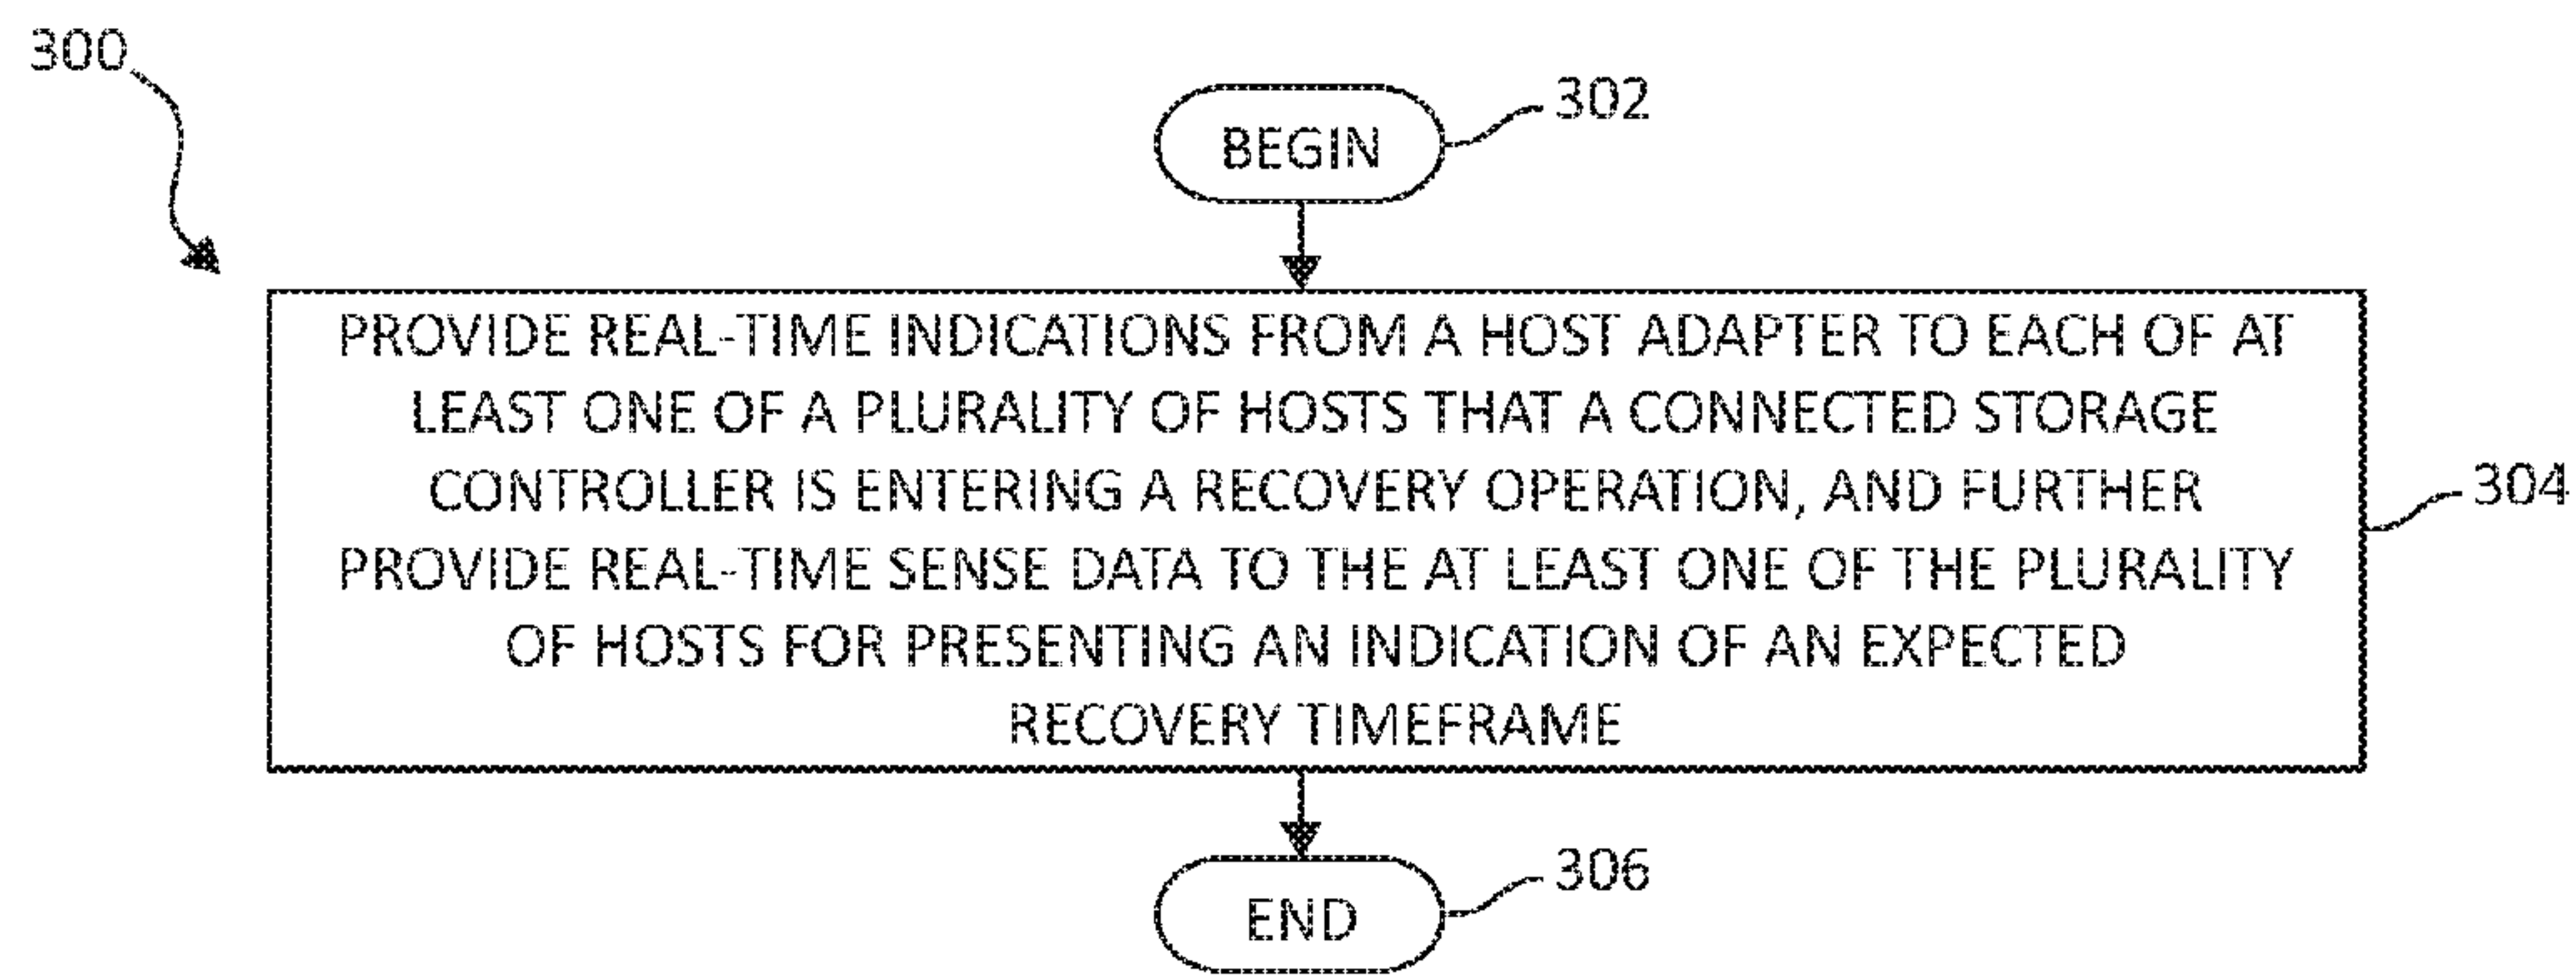 300
302
BEGIN
PROVIDE REAL-TIME INDICATIONS FROM A HOST ADAPTER TO EACH OF AT
LEAST ONE OF A PLURALITY OF HOSTS THAT A CONNECTED STORAGE
CONTROLLER IS ENTERING A RECOVERY OPERATION, AND FURTHER
304
PROVIDE REAL-TIME SENSE DATA TO THE AT LEAST ONE OF THE PLURALITY
OF HOSTS FOR PRESENTING AN INDICATION OF AN EXPECTED
RECOVERY TIMEFRAME
306
END